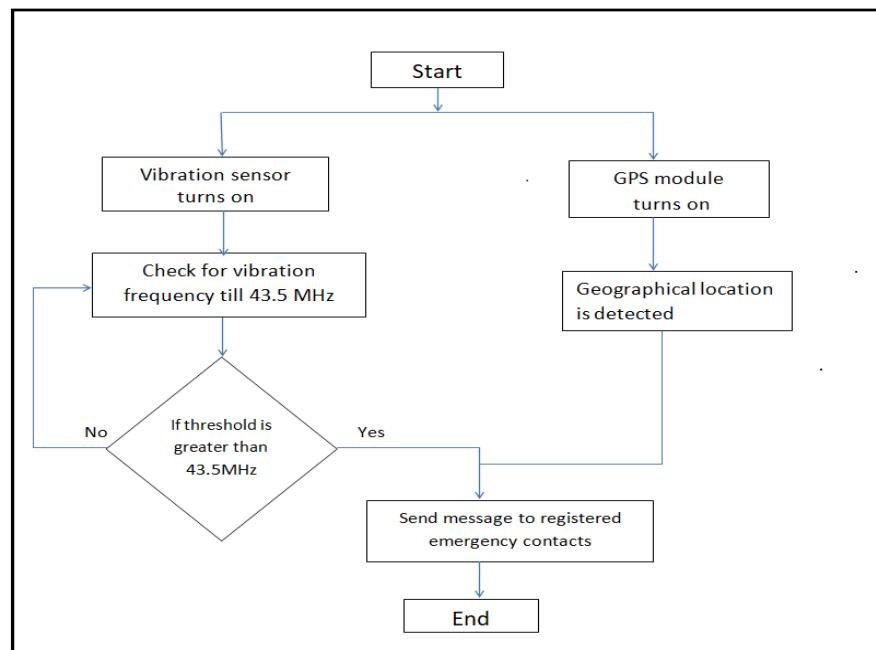 Start
Vibration sensor
turns on
GPS module
turns on
Check for vibration
frequency till 43.5 MHz
Geographical location
is detected
If threshold is
greater than
43.5MHz
No
Yes
Send message to registered
emergency contacts
End